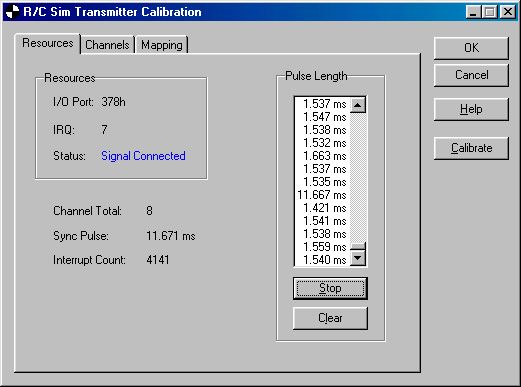 R/C Sim Transmitter Calibration
Resources Channels Mapping
Resources
I/O Port: 378h
IRQ: 7
Status: Signal Connected
Channel Total: 8
Sync Pulse: 11.671 ms
Interrupt Count: 4141
Pulse Length
1.537 ms
1.547 ms
1.538 ms
1.532 ms
1.663 ms
1.537 ms
1.535 ms
11.667 ms
1.421 ms
1.541 ms
1.538 ms
1.559 ms
1.540 ms
Stop
Clear
OK
Cancel
Help
Calibrate